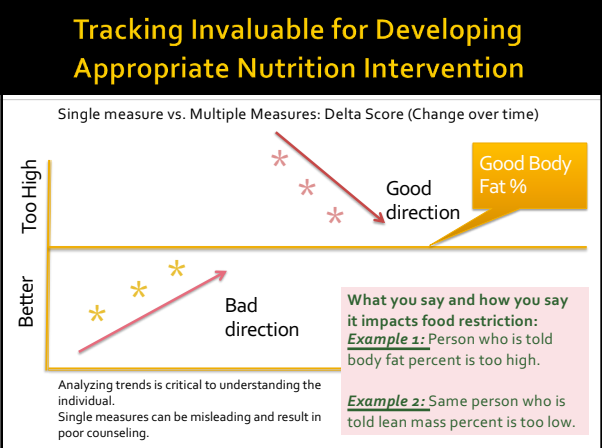 Tracking Invaluable for Developing
Appropriate Nutrition Intervention
Single measure vs. Multiple Measures: Delta Score (Change over time)
Too High
Good
direction
Good Body
Fat %
Better
Bad
direction
What you say and how you say
it impacts food restriction:
Example 1: Person who is told
body fat percent is too high.
Example 2: Same person who is
told lean mass percent is too low.
Analyzing trends is critical to understanding the
individual.
Single measures can be misleading and result in
poor counseling.